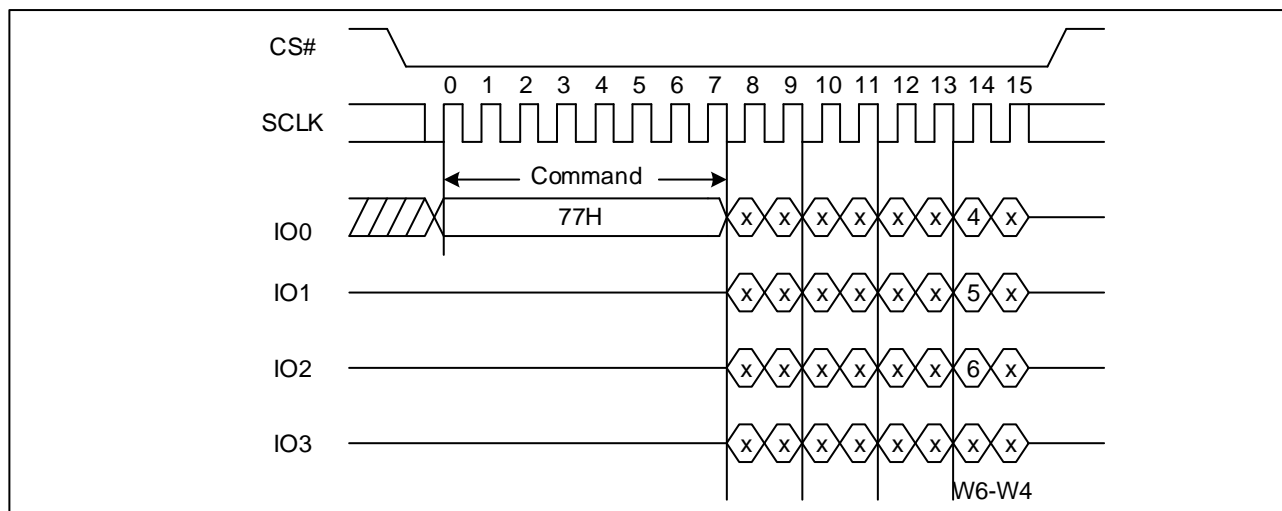 CS#
0 1 2 3 4 5 6 7 8 9 10 11 12 13 14 15
SCLK
Command
IO0 77H x x x x x x 4 x
IO1 x x x x x x 5 x
IO2 x x x x x x 6 x
IO3 x x x x x x x x
W6-W4